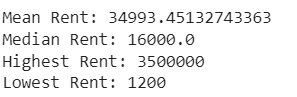 Mean Rent: 34993.45132743363
Median Rent: 16000.0
Highest Rent: 3500000
Lowest Rent: 1200